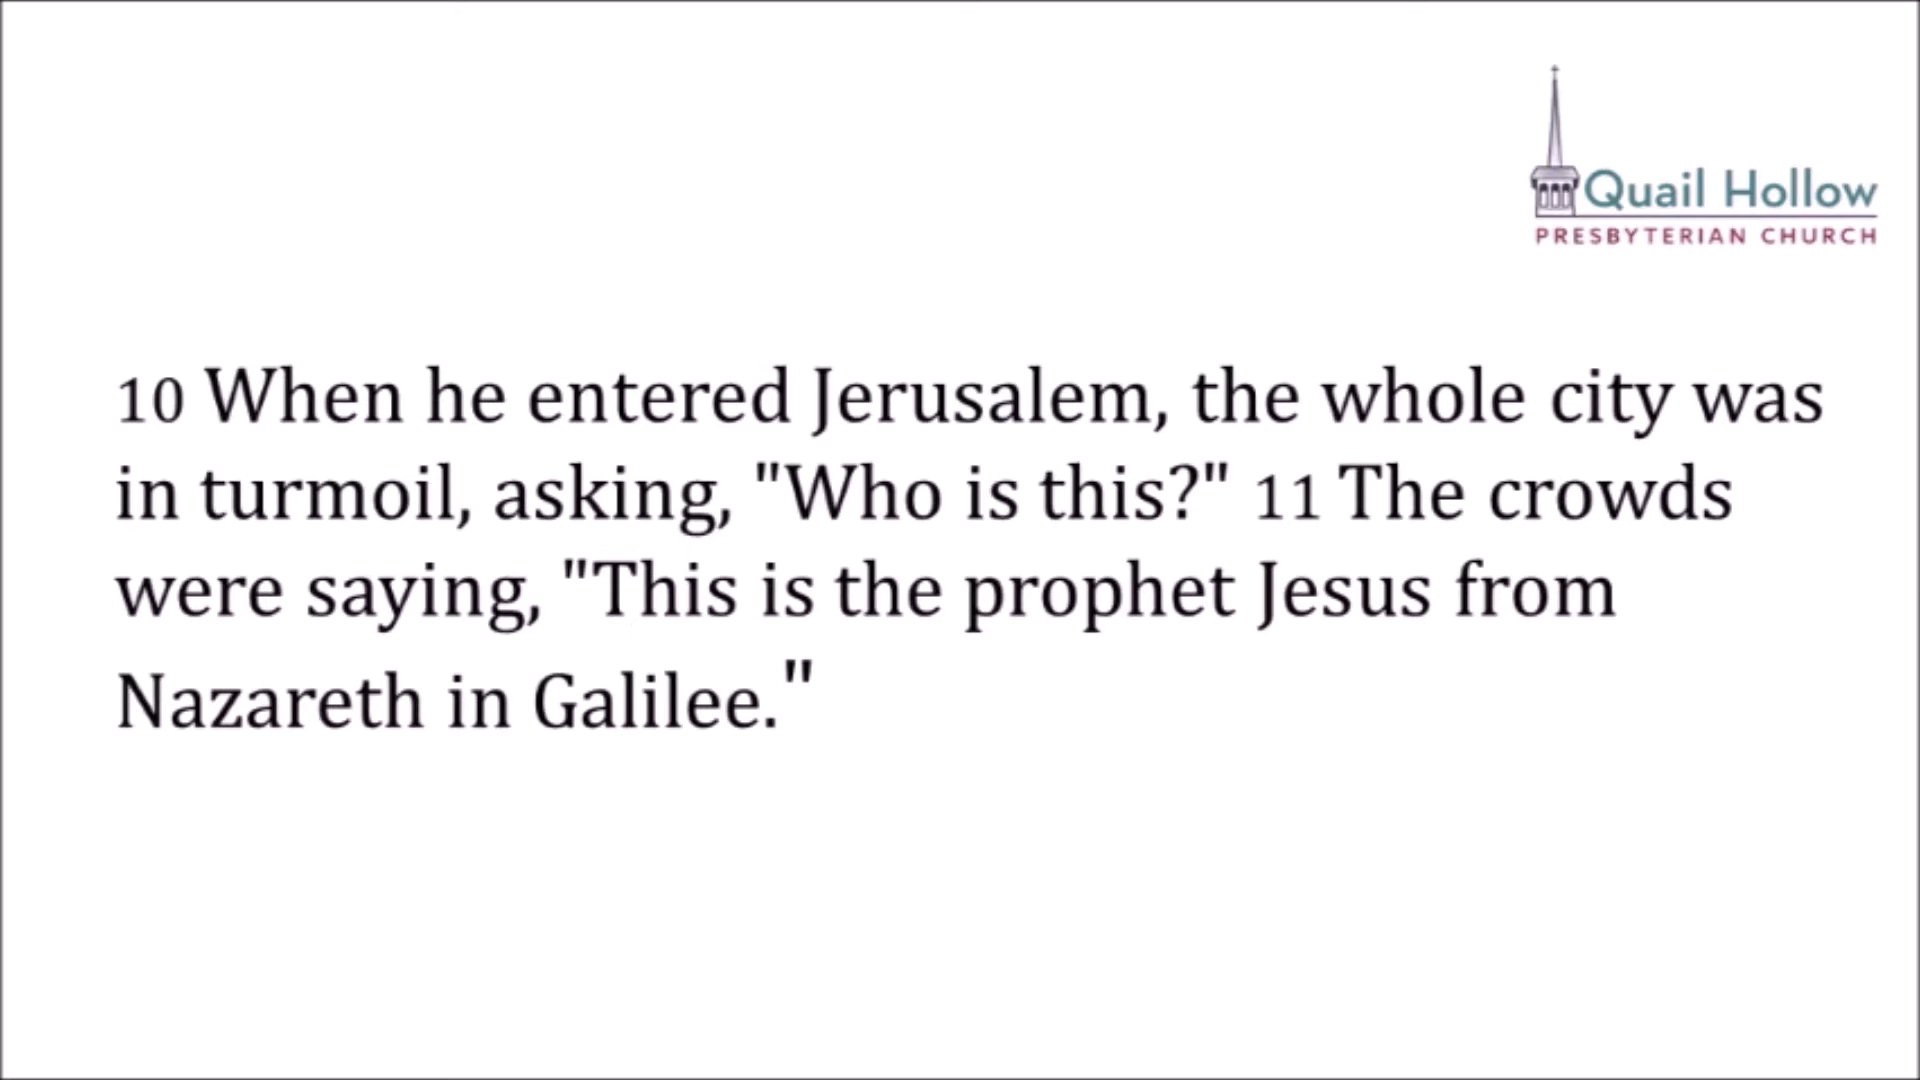 Quail Hollow
PRESBYTERIAN CHURCH
10 When he entered Jerusalem, the whole city was
in turmoil, asking, "Who is this?" 11 The crowds
were saying, "This is the prophet Jesus from
Nazareth in Galilee."